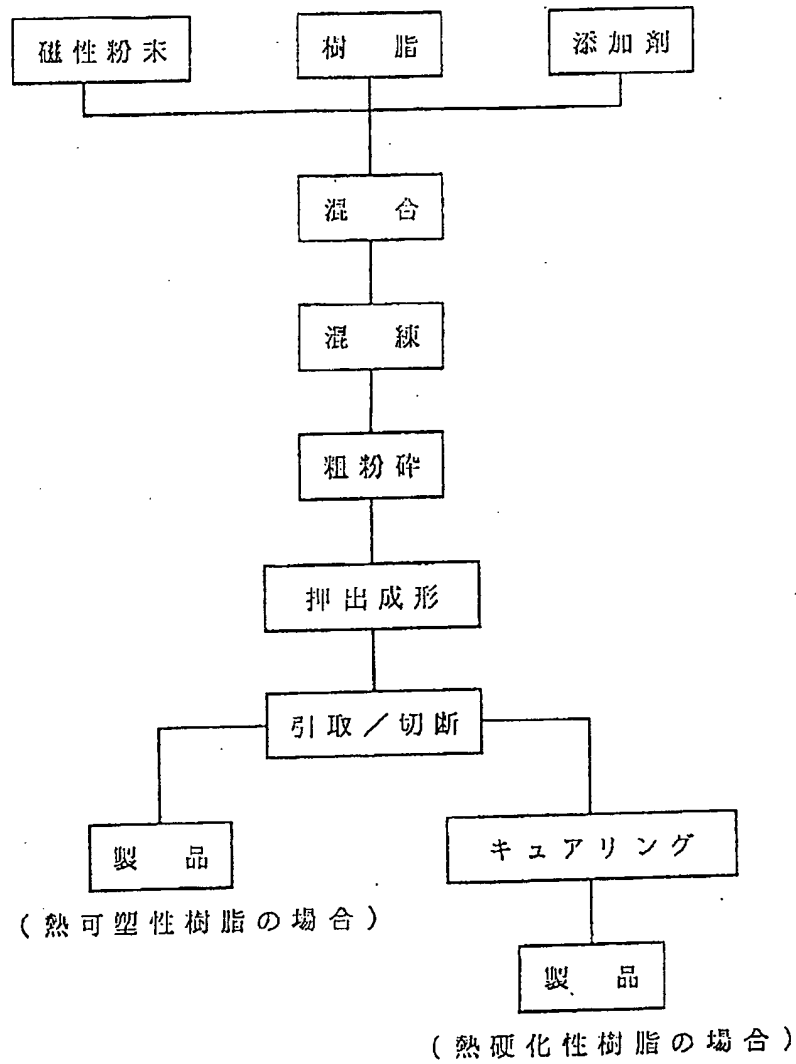 磁性粉末
樹　脂
添加剤
混　合
混　練
粗粉砕
押出成形
引取／切断
製　品
キュアリング
（熱可塑性樹脂の場合）
製　品
（熱硬化性樹脂の場合）